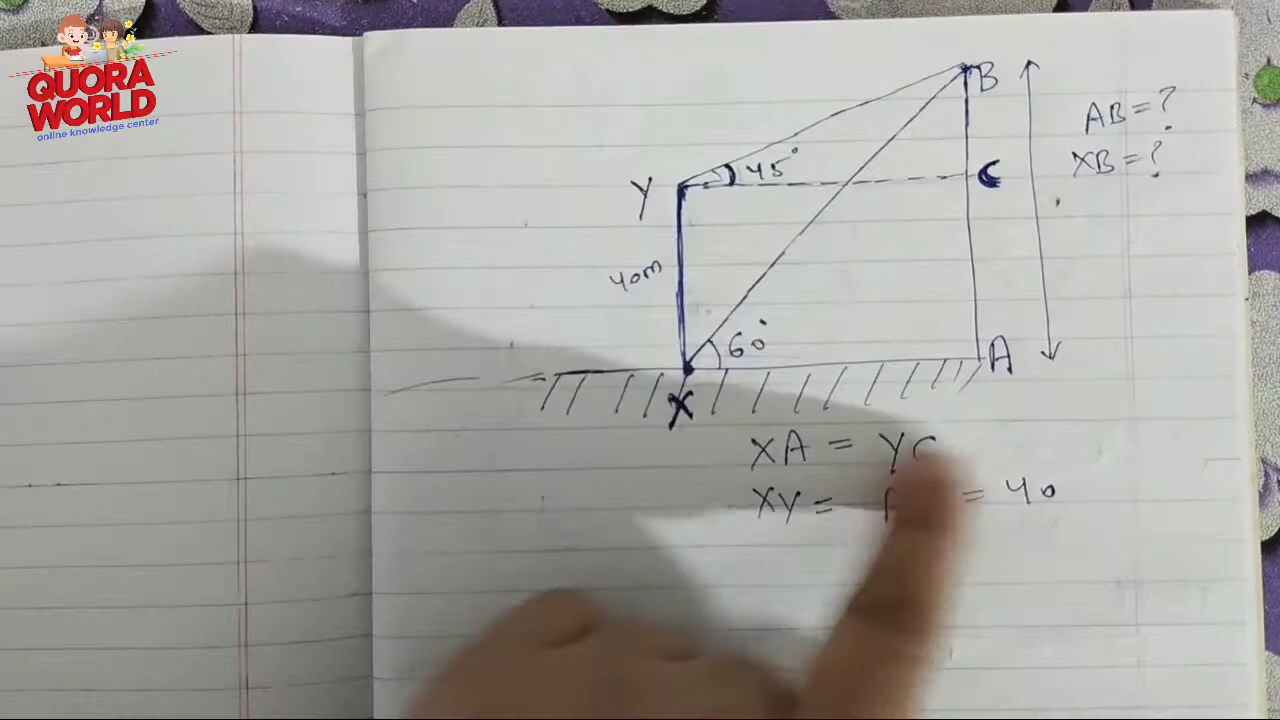 QUORA
WORLD
online knowledge center
B
AB = ?
XB = ?
45°
Y
C
40m
60°
A
X
XA = YC
XY = = 40